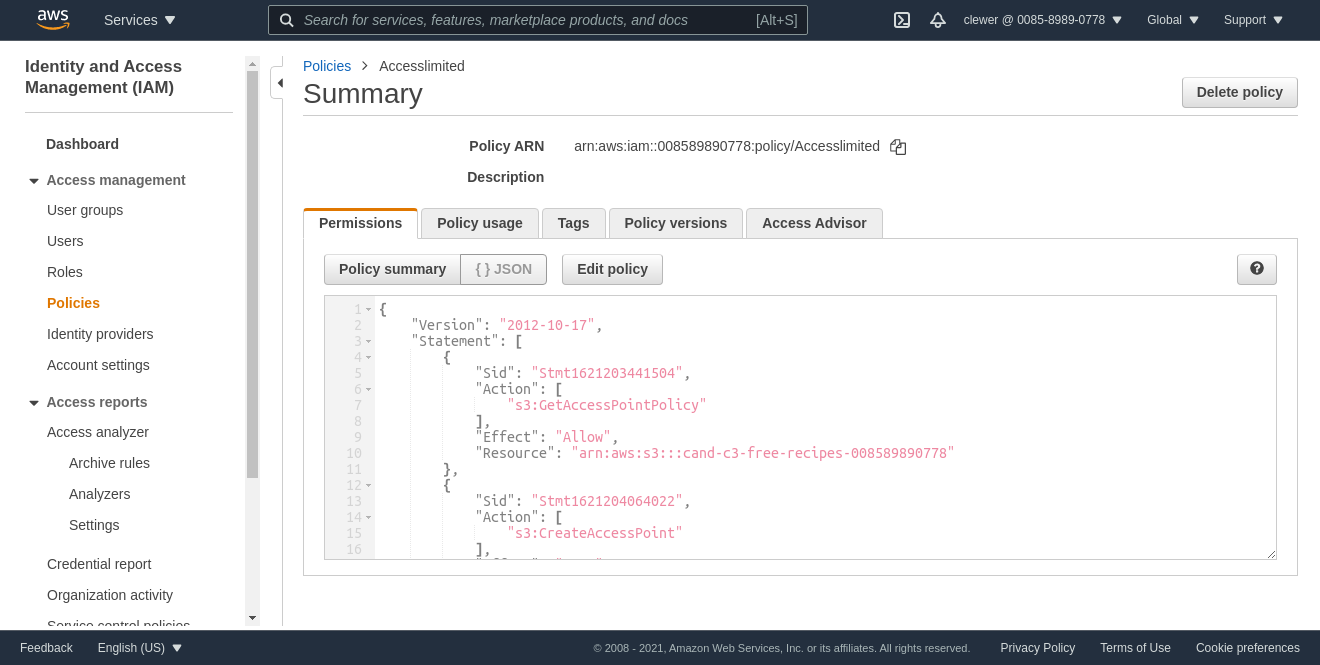 aws
Services
Search for services, features, marketplace products, and docs
[Alt+S]
clewer @ 0085-8989-0778
Global
Support
Identity and Access
Management (IAM)
Dashboard
Access management
User groups
Users
Roles
Policies
Identity providers
Account settings
Access reports
Access analyzer
Archive rules
Analyzers
Settings
Credential report
Organization activity
Service control policies
Policies > Accesslimited
Summary
Delete policy
Policy ARN arn:aws:iam::008589890778:policy/Accesslimited
Description
Permissions
Policy usage
Tags
Policy versions
Access Advisor
Policy summary
{ } JSON
Edit policy
?
1 {
2 "Version": "2012-10-17",
3 "Statement": [
4 {
5 "Sid": "Stmt1621203441504",
6 "Action": [
7 "s3:GetAccessPointPolicy"
8 ],
9 "Effect": "Allow",
10 "Resource": "arn:aws:s3:::cand-c3-free-recipes-008589890778"
11 },
12 {
13 "Sid": "Stmt1621204064022",
14 "Action": [
15 "s3:CreateAccessPoint"
16 ],
Feedback
English (US)
© 2008 - 2021, Amazon Web Services, Inc. or its affiliates. All rights reserved.
Privacy Policy
Terms of Use
Cookie preferences